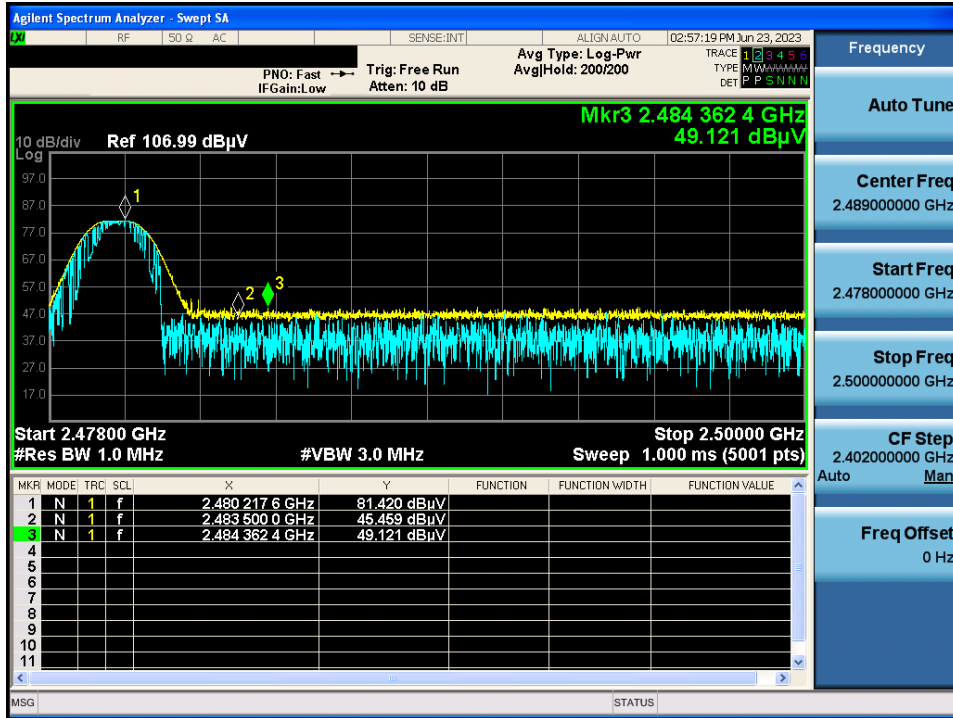 Agilent Spectrum Analyzer - Swept SA
LXI RF 50 Ω AC SENSE:INT ALIGN AUTO 02:57:19 PM Jun 23, 2023
PNO: Fast
IFGain:Low
Trig: Free Run
Atten: 10 dB
Avg Type: Log-Pwr
Avg|Hold: 200/200
TRACE 1 2 3 4 5 6
TYPE M W W W W W
DET P P S N N N
Mkr3 2.484 362 4 GHz
49.121 dBµV
10 dB/div Ref 106.99 dBµV
Log
97.0
87.0
77.0
67.0
57.0
47.0
37.0
27.0
17.0
1
2
3
Start 2.47800 GHz Stop 2.50000 GHz
#Res BW 1.0 MHz #VBW 3.0 MHz Sweep 1.000 ms (5001 pts)
MKR MODE TRC SCL X Y FUNCTION FUNCTION WIDTH FUNCTION VALUE
1 N 1 f 2.480 217 6 GHz 81.420 dBµV
2 N 1 f 2.483 500 0 GHz 45.459 dBµV
3 N 1 f 2.484 362 4 GHz 49.121 dBµV
4
5
6
7
8
9
10
11
MSG STATUS
Frequency
Auto Tune
Center Freq
2.489000000 GHz
Start Freq
2.478000000 GHz
Stop Freq
2.500000000 GHz
CF Step
2.402000000 GHz
Auto Man
Freq Offset
0 Hz